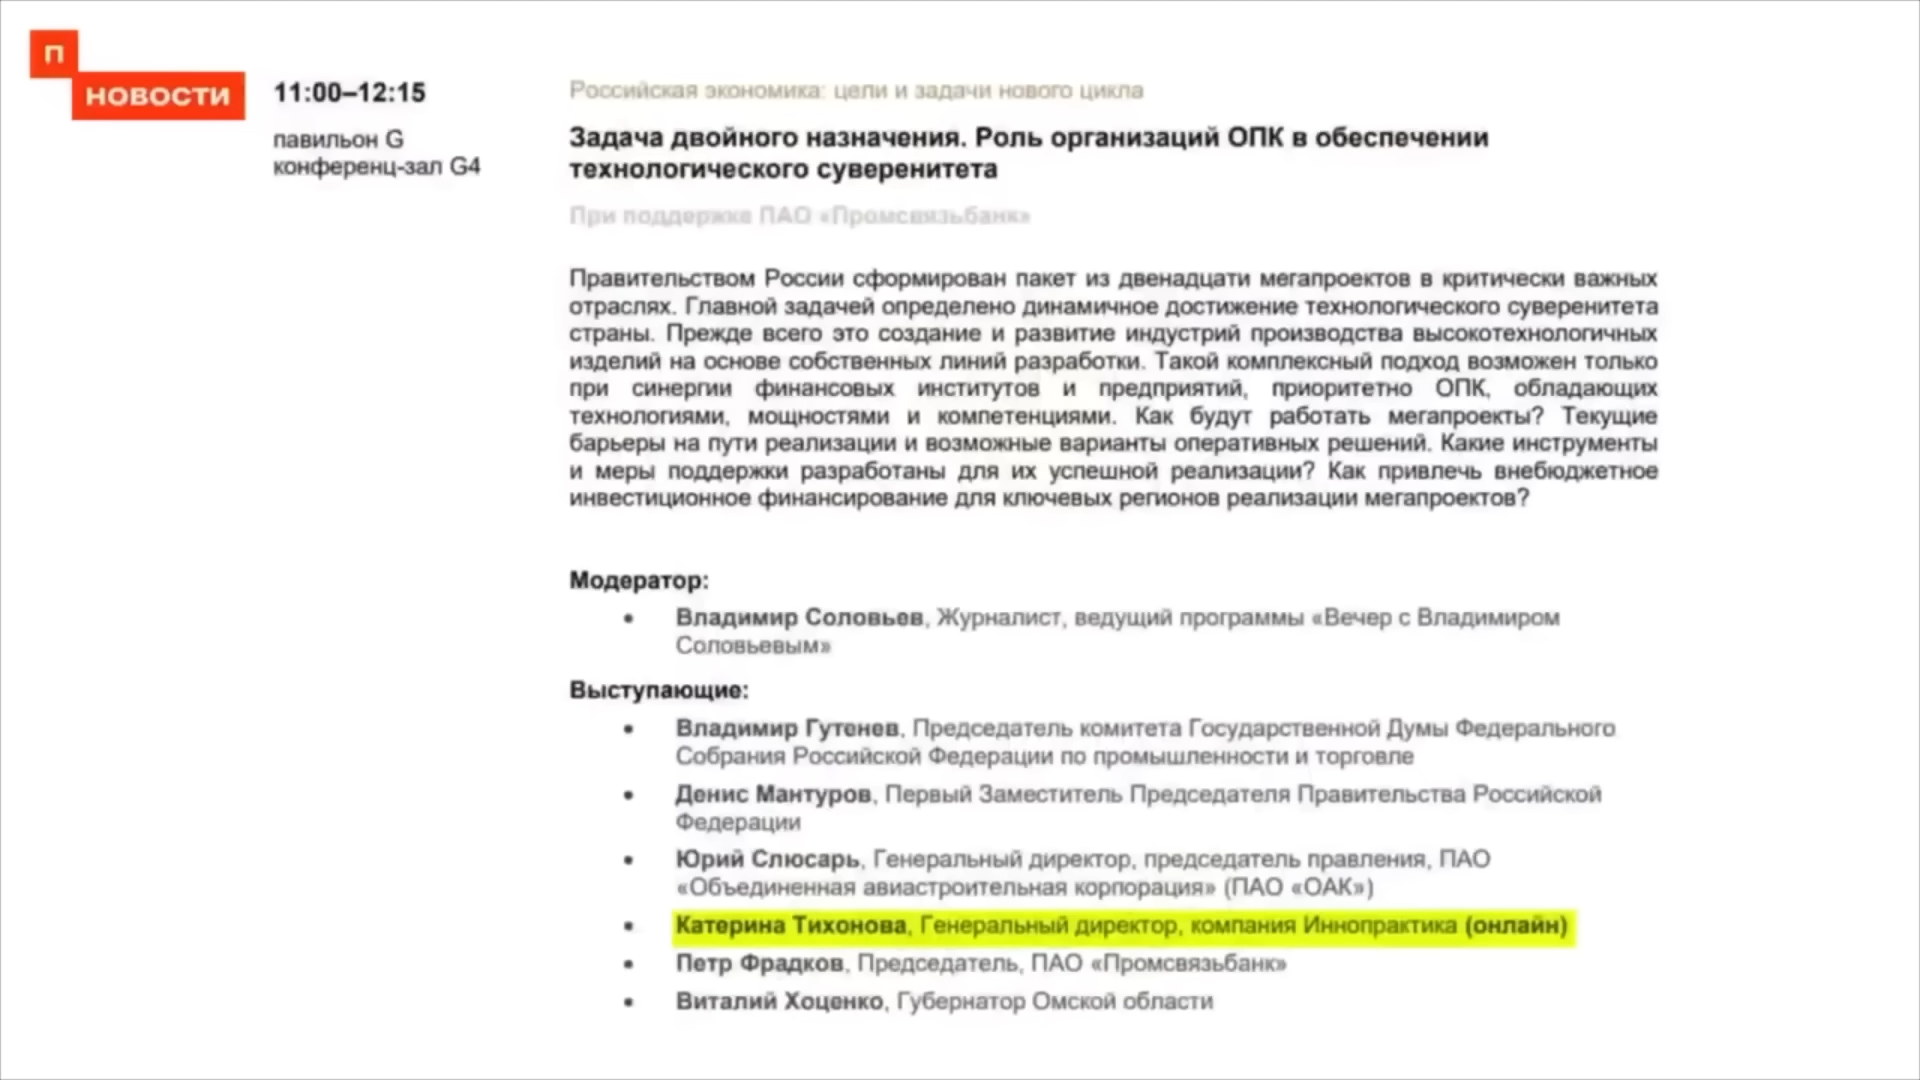 П
НОВОСТИ
11:00–12:15
павильон G
конференц-зал G4
Российская экономика: цели и задачи нового цикла
Задача двойного назначения. Роль организаций ОПК в обеспечении
технологического суверенитета
При поддержке ПАО «Промсвязьбанк»
Правительством России сформирован пакет из двенадцати мегапроектов в критически важных
отраслях. Главной задачей определено динамичное достижение технологического суверенитета
страны. Прежде всего это создание и развитие индустрий производства высокотехнологичных
изделий на основе собственных линий разработки. Такой комплексный подход возможен только
при синергии финансовых институтов и предприятий, приоритетно ОПК, обладающих
технологиями, мощностями и компетенциями. Как будут работать мегапроекты? Текущие
барьеры на пути реализации и возможные варианты оперативных решений. Какие инструменты
и меры поддержки разработаны для их успешной реализации? Как привлечь внебюджетное
инвестиционное финансирование для ключевых регионов реализации мегапроектов?
Модератор:
• Владимир Соловьев, Журналист, ведущий программы «Вечер с Владимиром
Соловьевым»
Выступающие:
• Владимир Гутенев, Председатель комитета Государственной Думы Федерального
Собрания Российской Федерации по промышленности и торговле
• Денис Мантуров, Первый Заместитель Председателя Правительства Российской
Федерации
• Юрий Слюсарь, Генеральный директор, председатель правления, ПАО
«Объединенная авиастроительная корпорация» (ПАО «ОАК»)
• Катерина Тихонова, Генеральный директор, компания Иннопрактика (онлайн)
• Петр Фрадков, Председатель, ПАО «Промсвязьбанк»
• Виталий Хоценко, Губернатор Омской области